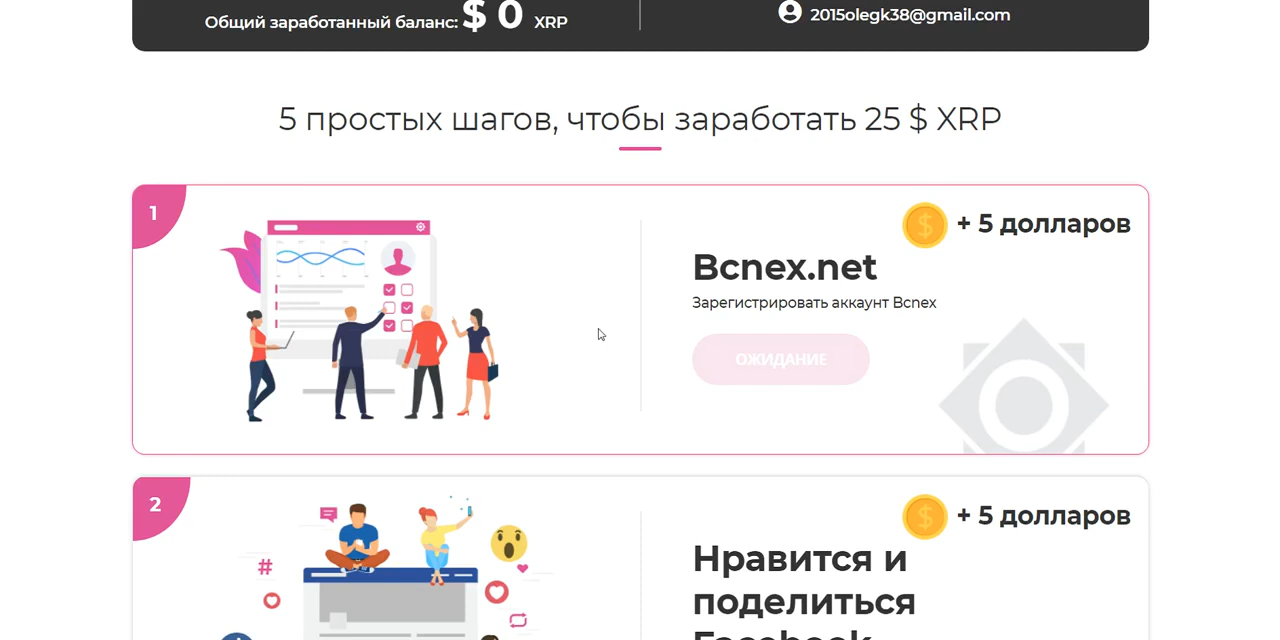 Общий заработанный баланс: $ 0 XRP
2015olegk38@gmail.com
5 простых шагов, чтобы заработать 25 $ XRP
1
+ 5 долларов
Bcnex.net
Зарегистрировать аккаунт Bcnex
ОЖИДАНИЕ
2
+ 5 долларов
Нравится и
поделиться
Facebook